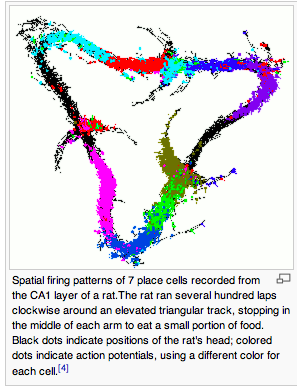 Spatial firing patterns of 7 place cells recorded from
the CA1 layer of a rat.The rat ran several hundred laps
clockwise around an elevated triangular track, stopping
in the middle of each arm to eat a small portion of food.
Black dots indicate positions of the rat's head; colored
dots indicate action potentials, using a different color for
each cell.[4]